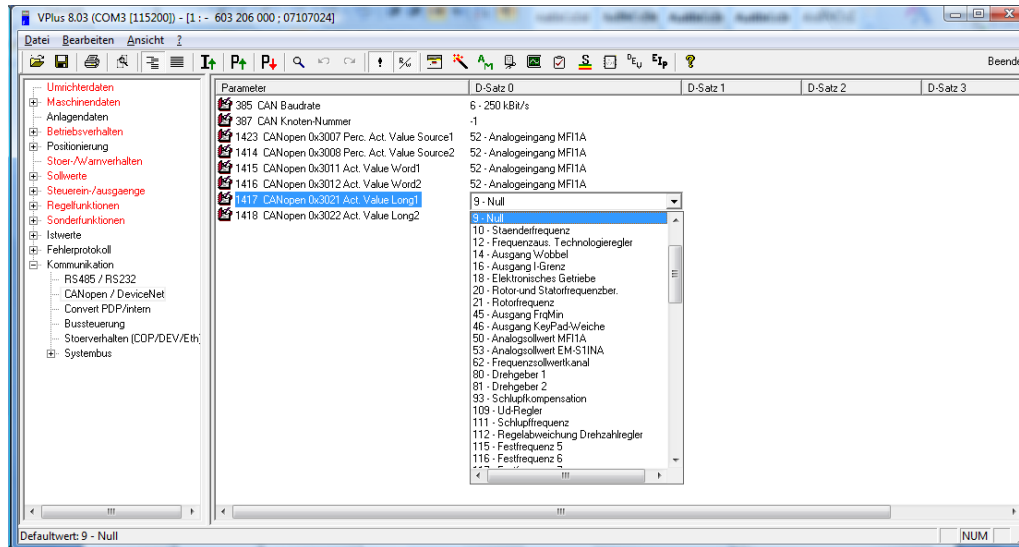 VPlus 8.03 (COM3 [115200]) - [1 : - 603 206 000 ; 07107024]
Datei Bearbeiten Ansicht ?
Beende
Umrichterdaten
Maschinendaten
Anlagendaten
Betriebsverhalten
Positionierung
Stoer-/Warnverhalten
Sollwerte
Steuerein-/ausgaenge
Regelfunktionen
Sonderfunktionen
Istwerte
Fehlerprotokoll
Kommunikation
RS485 / RS232
CANopen / DeviceNet
Convert PDP/intern
Bussteuerung
Stoerverhalten (COP/DEV/Eth)
Systembus
Parameter D-Satz 0 D-Satz 1 D-Satz 2 D-Satz 3
385 CAN Baudrate 6 - 250 kBit/s
387 CAN Knoten-Nummer -1
1423 CANopen 0x3007 Perc. Act. Value Source1 52 - Analogeingang MFI1A
1414 CANopen 0x3008 Perc. Act. Value Source2 52 - Analogeingang MFI1A
1415 CANopen 0x3011 Act. Value Word1 52 - Analogeingang MFI1A
1416 CANopen 0x3012 Act. Value Word2 52 - Analogeingang MFI1A
1417 CANopen 0x3021 Act. Value Long1 9 - Null
1418 CANopen 0x3022 Act. Value Long2
9 - Null
10 - Staenderfrequenz
12 - Frequenzaus. Technologieregler
14 - Ausgang Wobbel
16 - Ausgang I-Grenz
18 - Elektronisches Getriebe
20 - Rotor-und Statorfrequenzber.
21 - Rotorfrequenz
45 - Ausgang FrqMin
46 - Ausgang KeyPad-Weiche
50 - Analogsollwert MFI1A
53 - Analogsollwert EM-S1INA
62 - Frequenzsollwertkanal
80 - Drehgeber 1
81 - Drehgeber 2
93 - Schlupfkompensation
109 - Ud-Regler
111 - Schlupffrequenz
112 - Regelabweichung Drehzahlregler
115 - Festfrequenz 5
116 - Festfrequenz 6
Defaultwert: 9 - Null NUM